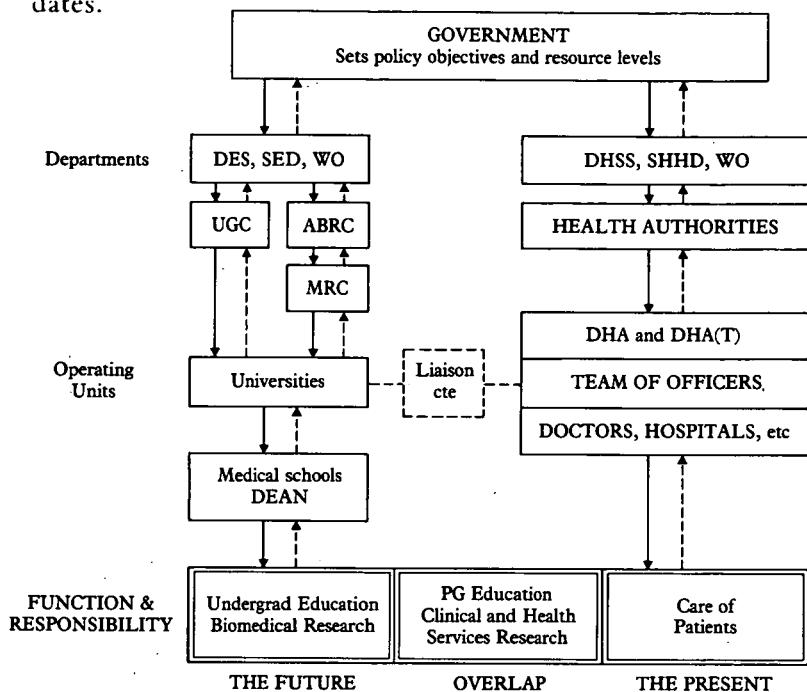 dates.
GOVERNMENT
Sets policy objectives and resource levels
Departments
DES, SED, WO
DHSS, SHHD, WO
UGC
ABRC
HEALTH AUTHORITIES
MRC
DHA and DHA(T)
Operating
Units
Universities
Liaison
cte
TEAM OF OFFICERS
DOCTORS, HOSPITALS, etc
Medical schools
DEAN
FUNCTION &
RESPONSIBILITY
Undergrad Education
Biomedical Research
PG Education
Clinical and Health
Services Research
Care of
Patients
THE FUTURE
OVERLAP
THE PRESENT